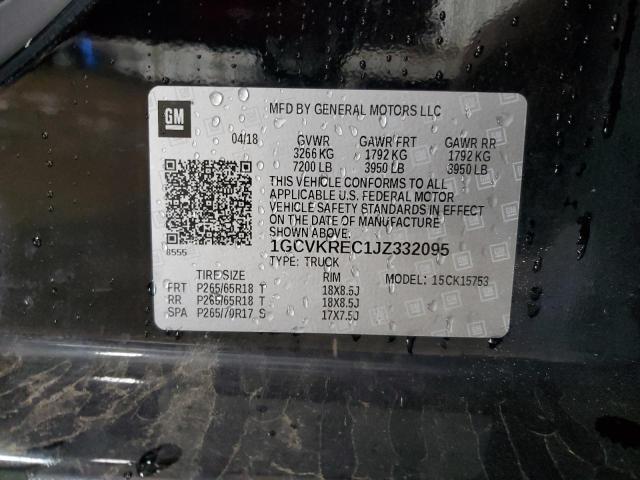 GM
MFD BY GENERAL MOTORS LLC
04/18 GVWR GAWR FRT GAWR RR
3266 KG 1792 KG 1792 KG
7200 LB 3950 LB 3950 LB
THIS VEHICLE CONFORMS TO ALL
APPLICABLE U.S. FEDERAL MOTOR
VEHICLE SAFETY STANDARDS IN EFFECT
ON THE DATE OF MANUFACTURE
SHOWN ABOVE.
8555
1GCVKREC1JZ332095
TYPE: TRUCK
TIRE SIZE RIM MODEL: 15CK15753
FRT P265/65R18 T 18X8.5J
RR P265/65R18 T 18X8.5J
SPA P265/70R17 S 17X7.5J